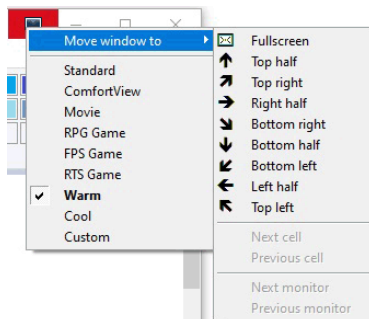 Move window to
Standard
ComfortView
Movie
RPG Game
FPS Game
RTS Game
Warm
Cool
Custom
Fullscreen
Top half
Top right
Right half
Bottom right
Bottom half
Bottom left
Left half
Top left
Next cell
Previous cell
Next monitor
Previous monitor